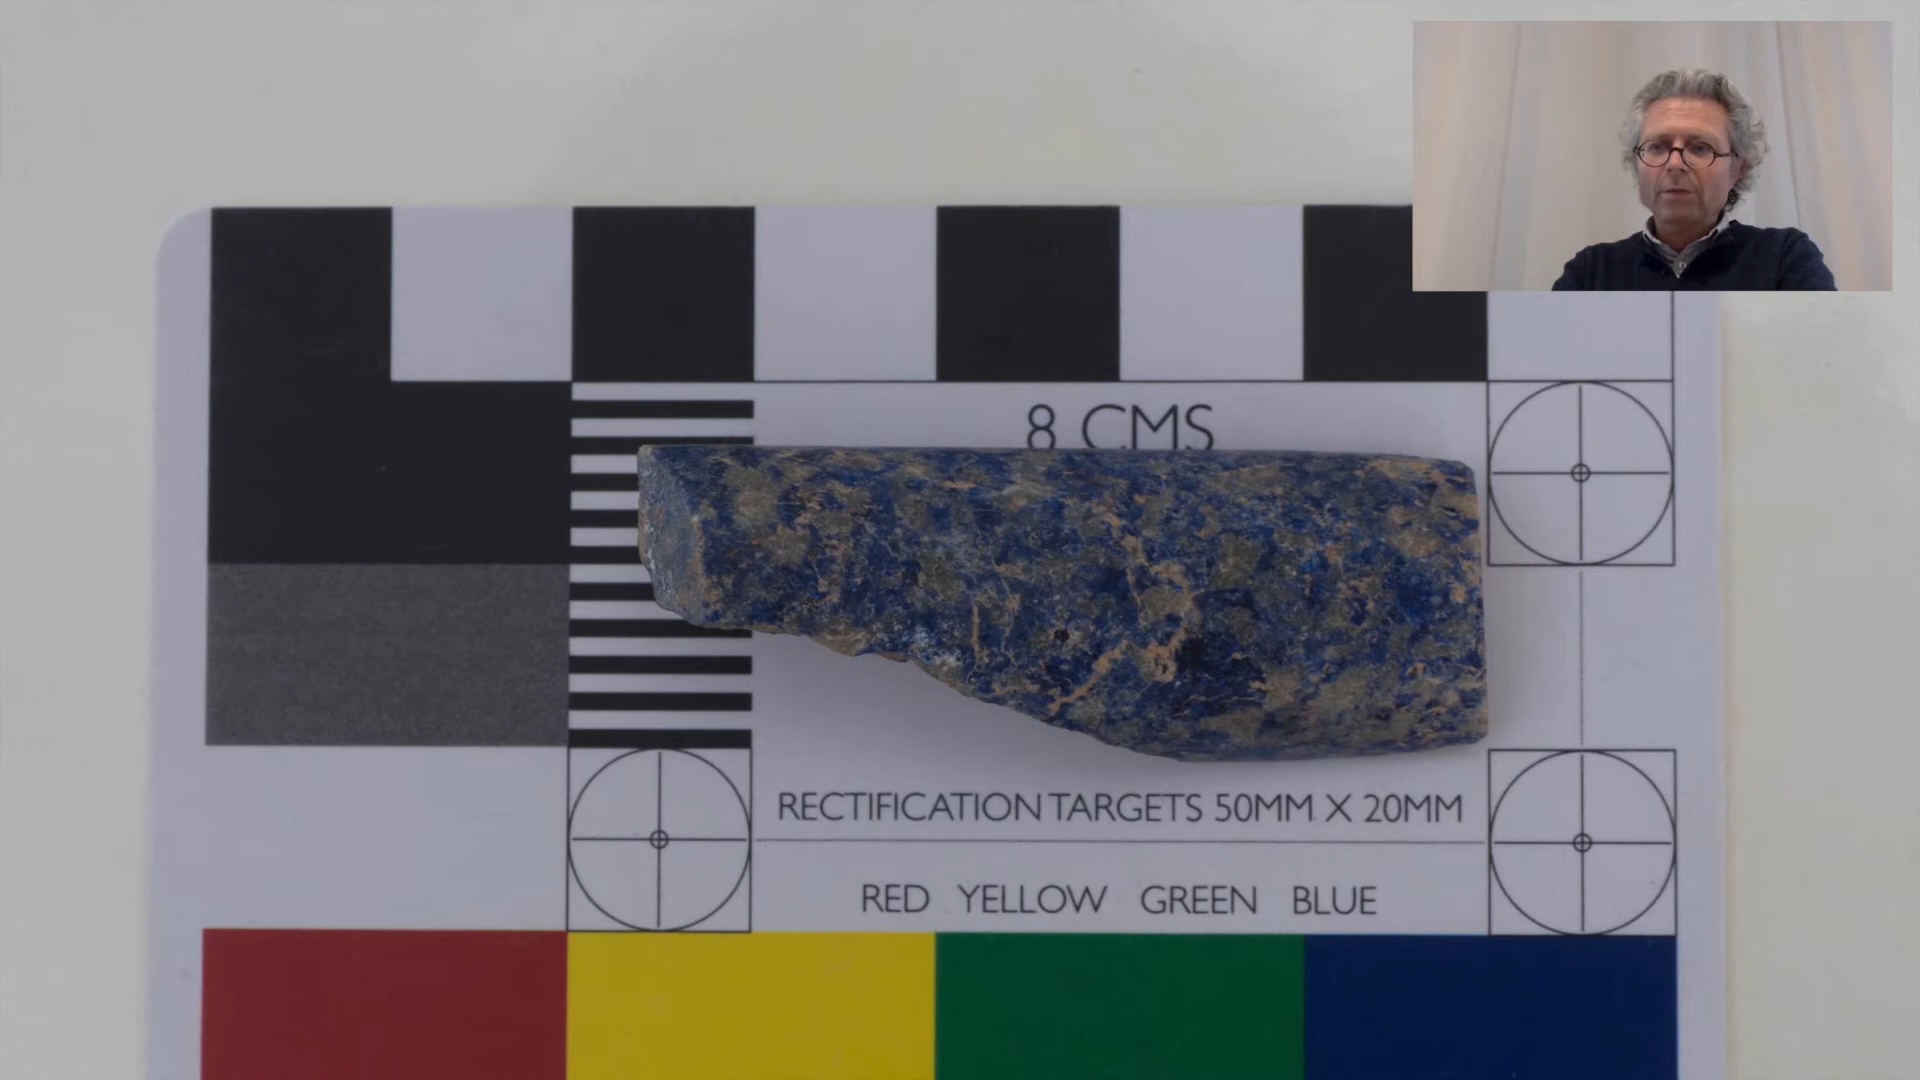 8 CMS
RECTIFICATION TARGETS 50MM X 20MM
RED YELLOW GREEN BLUE